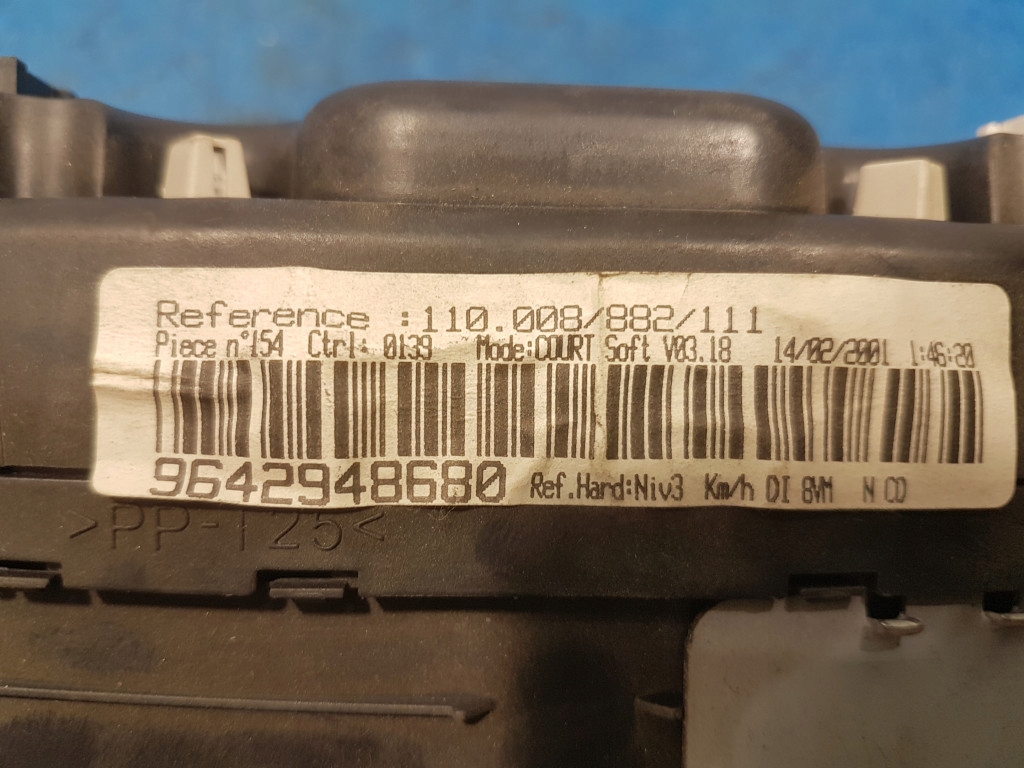 Reference :110.008/882/111
Piece n°154 Ctrl: 0139 Mode:COURT Soft V03.18 14/02/2001 1:46:20
9642948680 Ref.Hard:Niv3 Km/h DI 8VM N CD
>PP-T25<